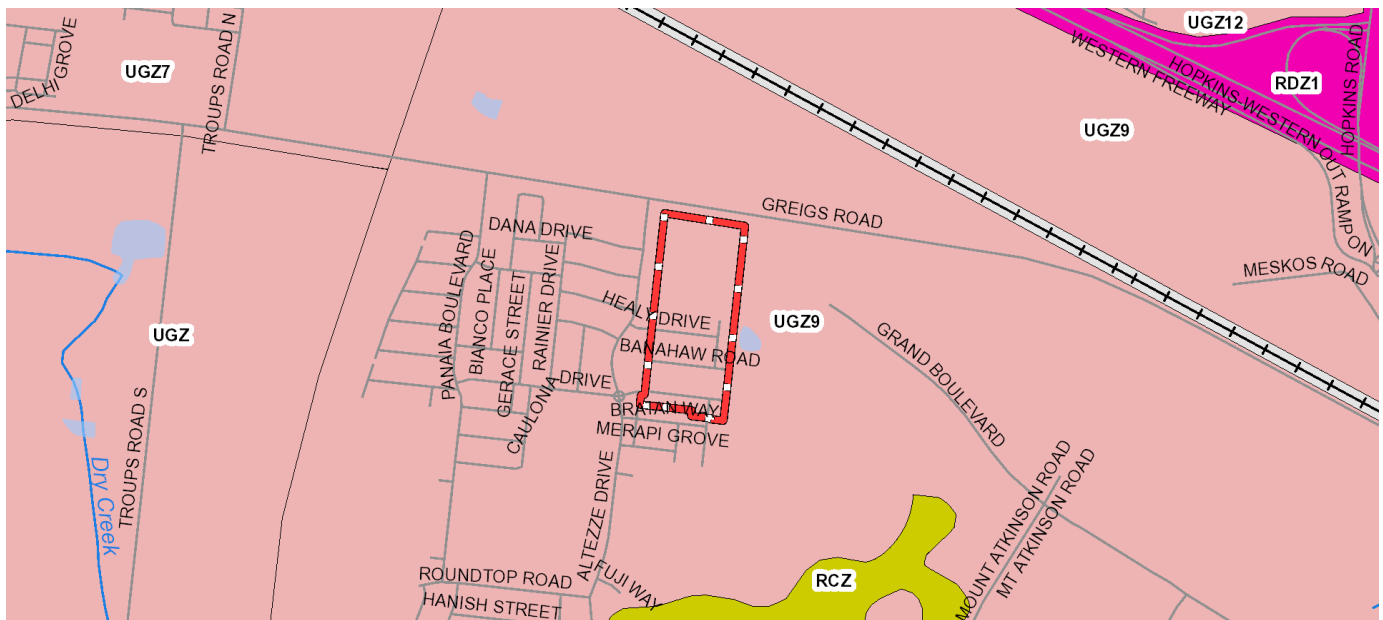 UGZ12
HOPKINS ROAD
WESTERN FREEWAY
HOPKINS-WESTERN OUT RAMP ON
RDZ1
DELHI GROVE
UGZ7
TROUPS ROAD N
UGZ9
GREIGS ROAD
DANA DRIVE
MESKOS ROAD
PANAIA BOULEVARD
BIANCO PLACE
GERACE STREET
RAINIER DRIVE
HEALY DRIVE
UGZ9
UGZ
BANAHAW ROAD
GRAND BOULEVARD
CAULONIA DRIVE
BRATAN WAY
MERAPI GROVE
TROUPS ROAD S
Dry Creek
ALTEZZE DRIVE
MOUNT ATKINSON ROAD
MT ATKINSON ROAD
ROUNDTOP ROAD
FUJI WAY
RCZ
HANISH STREET